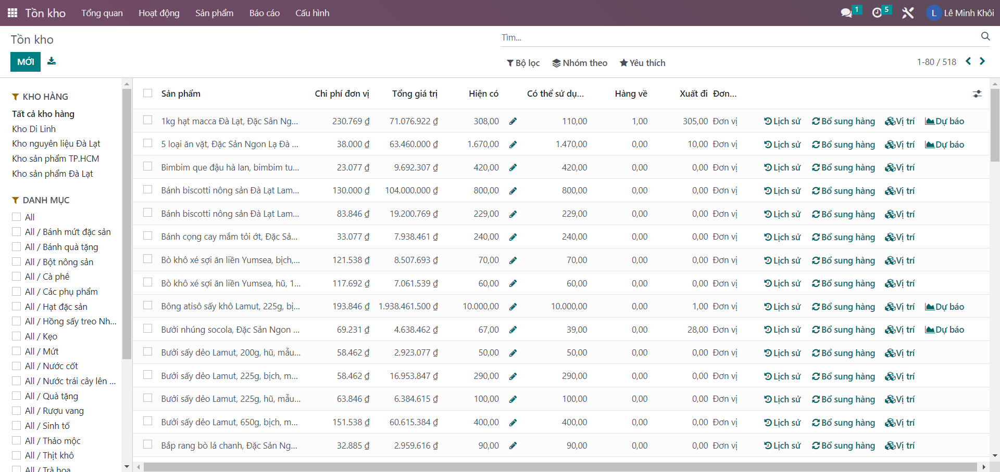 Tồn kho Tổng quan Hoạt động Sản phẩm Báo cáo Cấu hình 1 5 L Lê Minh Khôi
Tồn kho Tìm...
MỚI Bộ lọc Nhóm theo Yêu thích 1-80 / 518
KHO HÀNG
Tất cả kho hàng
Kho Di Linh
Kho nguyên liệu Đà Lạt
Kho sản phẩm TP.HCM
Kho sản phẩm Đà Lạt
DANH MỤC
All
All / Bánh mứt đặc sản
All / Bánh quà tặng
All / Bột nông sản
All / Cà phê
All / Các phụ phẩm
All / Hạt đặc sản
All / Hồng sấy treo Nh...
All / Kẹo
All / Mứt
All / Nước cốt
All / Nước trái cây lên ...
All / Quà tặng
All / Rượu vang
All / Sinh tố
All / Thảo mộc
All / Thịt khô
All / Trà hoa
Sản phẩm Chi phí đơn vị Tổng giá trị Hiện có Có thể sử dụ... Hàng về Xuất đi Đơn...
1kg hạt macca Đà Lạt, Đặc Sản Ng... 230.769 ₫ 71.076.922 ₫ 308,00 110,00 1,00 305,00 Đơn vị Lịch sử Bổ sung hàng Vị trí Dự báo
5 loại ăn vặt, Đặc Sản Ngon Lạ Đà ... 38.000 ₫ 63.460.000 ₫ 1.670,00 1.470,00 0,00 10,00 Đơn vị Lịch sử Bổ sung hàng Vị trí Dự báo
Bimbim que đậu hà lan, bimbim tu... 23.077 ₫ 9.692.307 ₫ 420,00 420,00 0,00 0,00 Đơn vị Lịch sử Bổ sung hàng Vị trí
Bánh biscotti nông sản Đà Lạt Lam... 130.000 ₫ 104.000.000 ₫ 800,00 800,00 0,00 0,00 Đơn vị Lịch sử Bổ sung hàng Vị trí
Bánh biscotti nông sản Đà Lạt Lam... 83.846 ₫ 19.200.769 ₫ 229,00 229,00 0,00 0,00 Đơn vị Lịch sử Bổ sung hàng Vị trí
Bánh cọng cay mắm tỏi ớt, Đặc Sả... 33.077 ₫ 7.938.461 ₫ 240,00 240,00 0,00 0,00 Đơn vị Lịch sử Bổ sung hàng Vị trí
Bò khô xé sợi ăn liền Yumsea, bịch,... 121.538 ₫ 8.507.693 ₫ 70,00 70,00 0,00 0,00 Đơn vị Lịch sử Bổ sung hàng Vị trí
Bò khô xé sợi ăn liền Yumsea, hũ, 1... 117.692 ₫ 7.061.539 ₫ 60,00 60,00 0,00 0,00 Đơn vị Lịch sử Bổ sung hàng Vị trí
Bông atisô sấy khô Lamut, 225g, bị... 193.846 ₫ 1.938.461.500 ₫ 10.000,00 10.000,00 0,00 1,00 Đơn vị Lịch sử Bổ sung hàng Vị trí Dự báo
Bưởi nhúng socola, Đặc Sản Ngon ... 69.231 ₫ 4.638.462 ₫ 67,00 39,00 0,00 28,00 Đơn vị Lịch sử Bổ sung hàng Vị trí Dự báo
Bưởi sấy dẻo Lamut, 200g, hũ, mẫu... 58.462 ₫ 2.923.077 ₫ 50,00 50,00 0,00 0,00 Đơn vị Lịch sử Bổ sung hàng Vị trí
Bưởi sấy dẻo Lamut, 225g, bịch, m... 58.462 ₫ 16.953.847 ₫ 290,00 290,00 0,00 0,00 Đơn vị Lịch sử Bổ sung hàng Vị trí
Bưởi sấy dẻo Lamut, 225g, hũ, mẫu... 63.846 ₫ 6.384.615 ₫ 100,00 100,00 0,00 0,00 Đơn vị Lịch sử Bổ sung hàng Vị trí
Bưởi sấy dẻo Lamut, 650g, bịch, m... 151.538 ₫ 60.615.384 ₫ 400,00 400,00 0,00 0,00 Đơn vị Lịch sử Bổ sung hàng Vị trí
Bắp rang bò lá chanh, Đặc Sản Ng... 32.885 ₫ 2.959.616 ₫ 90,00 90,00 0,00 0,00 Đơn vị Lịch sử Bổ sung hàng Vị trí